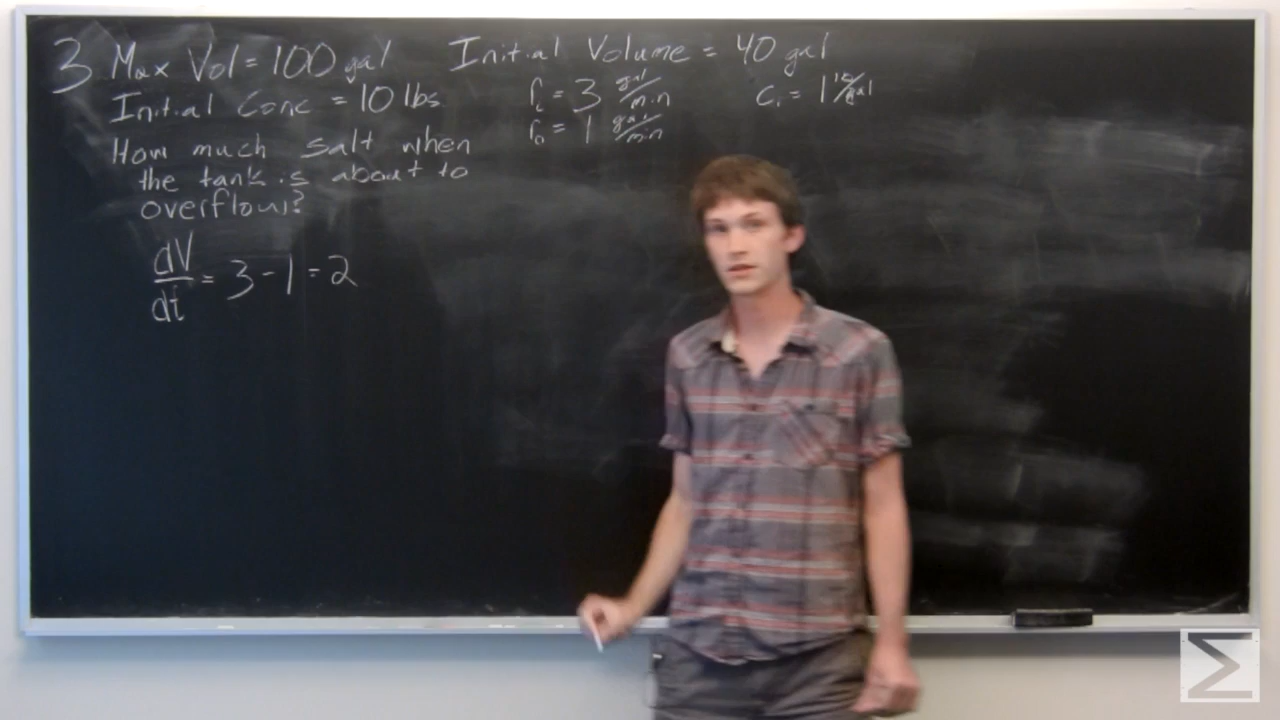 3 Max Vol = 100 gal Initial Volume = 40 gal
Initial Conc = 10 lbs rᵢ = 3 gal/min cᵢ = 1 lb/gal
r₀ = 1 gal/min
How much salt when
the tank is about to
overflow?
dV/dt = 3 - 1 = 2
Σ